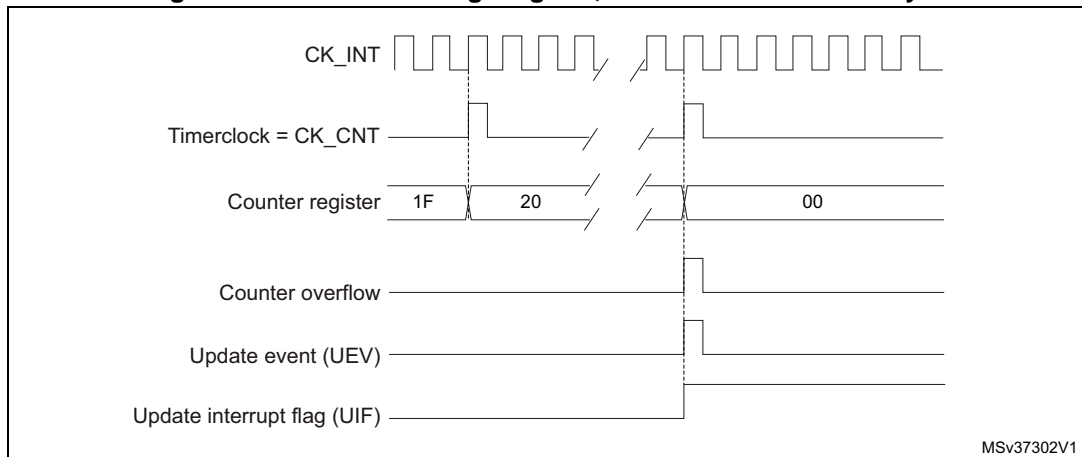 CK_INT
Timerclock = CK_CNT
Counter register 1F 20 00
Counter overflow
Update event (UEV)
Update interrupt flag (UIF)
MSv37302V1